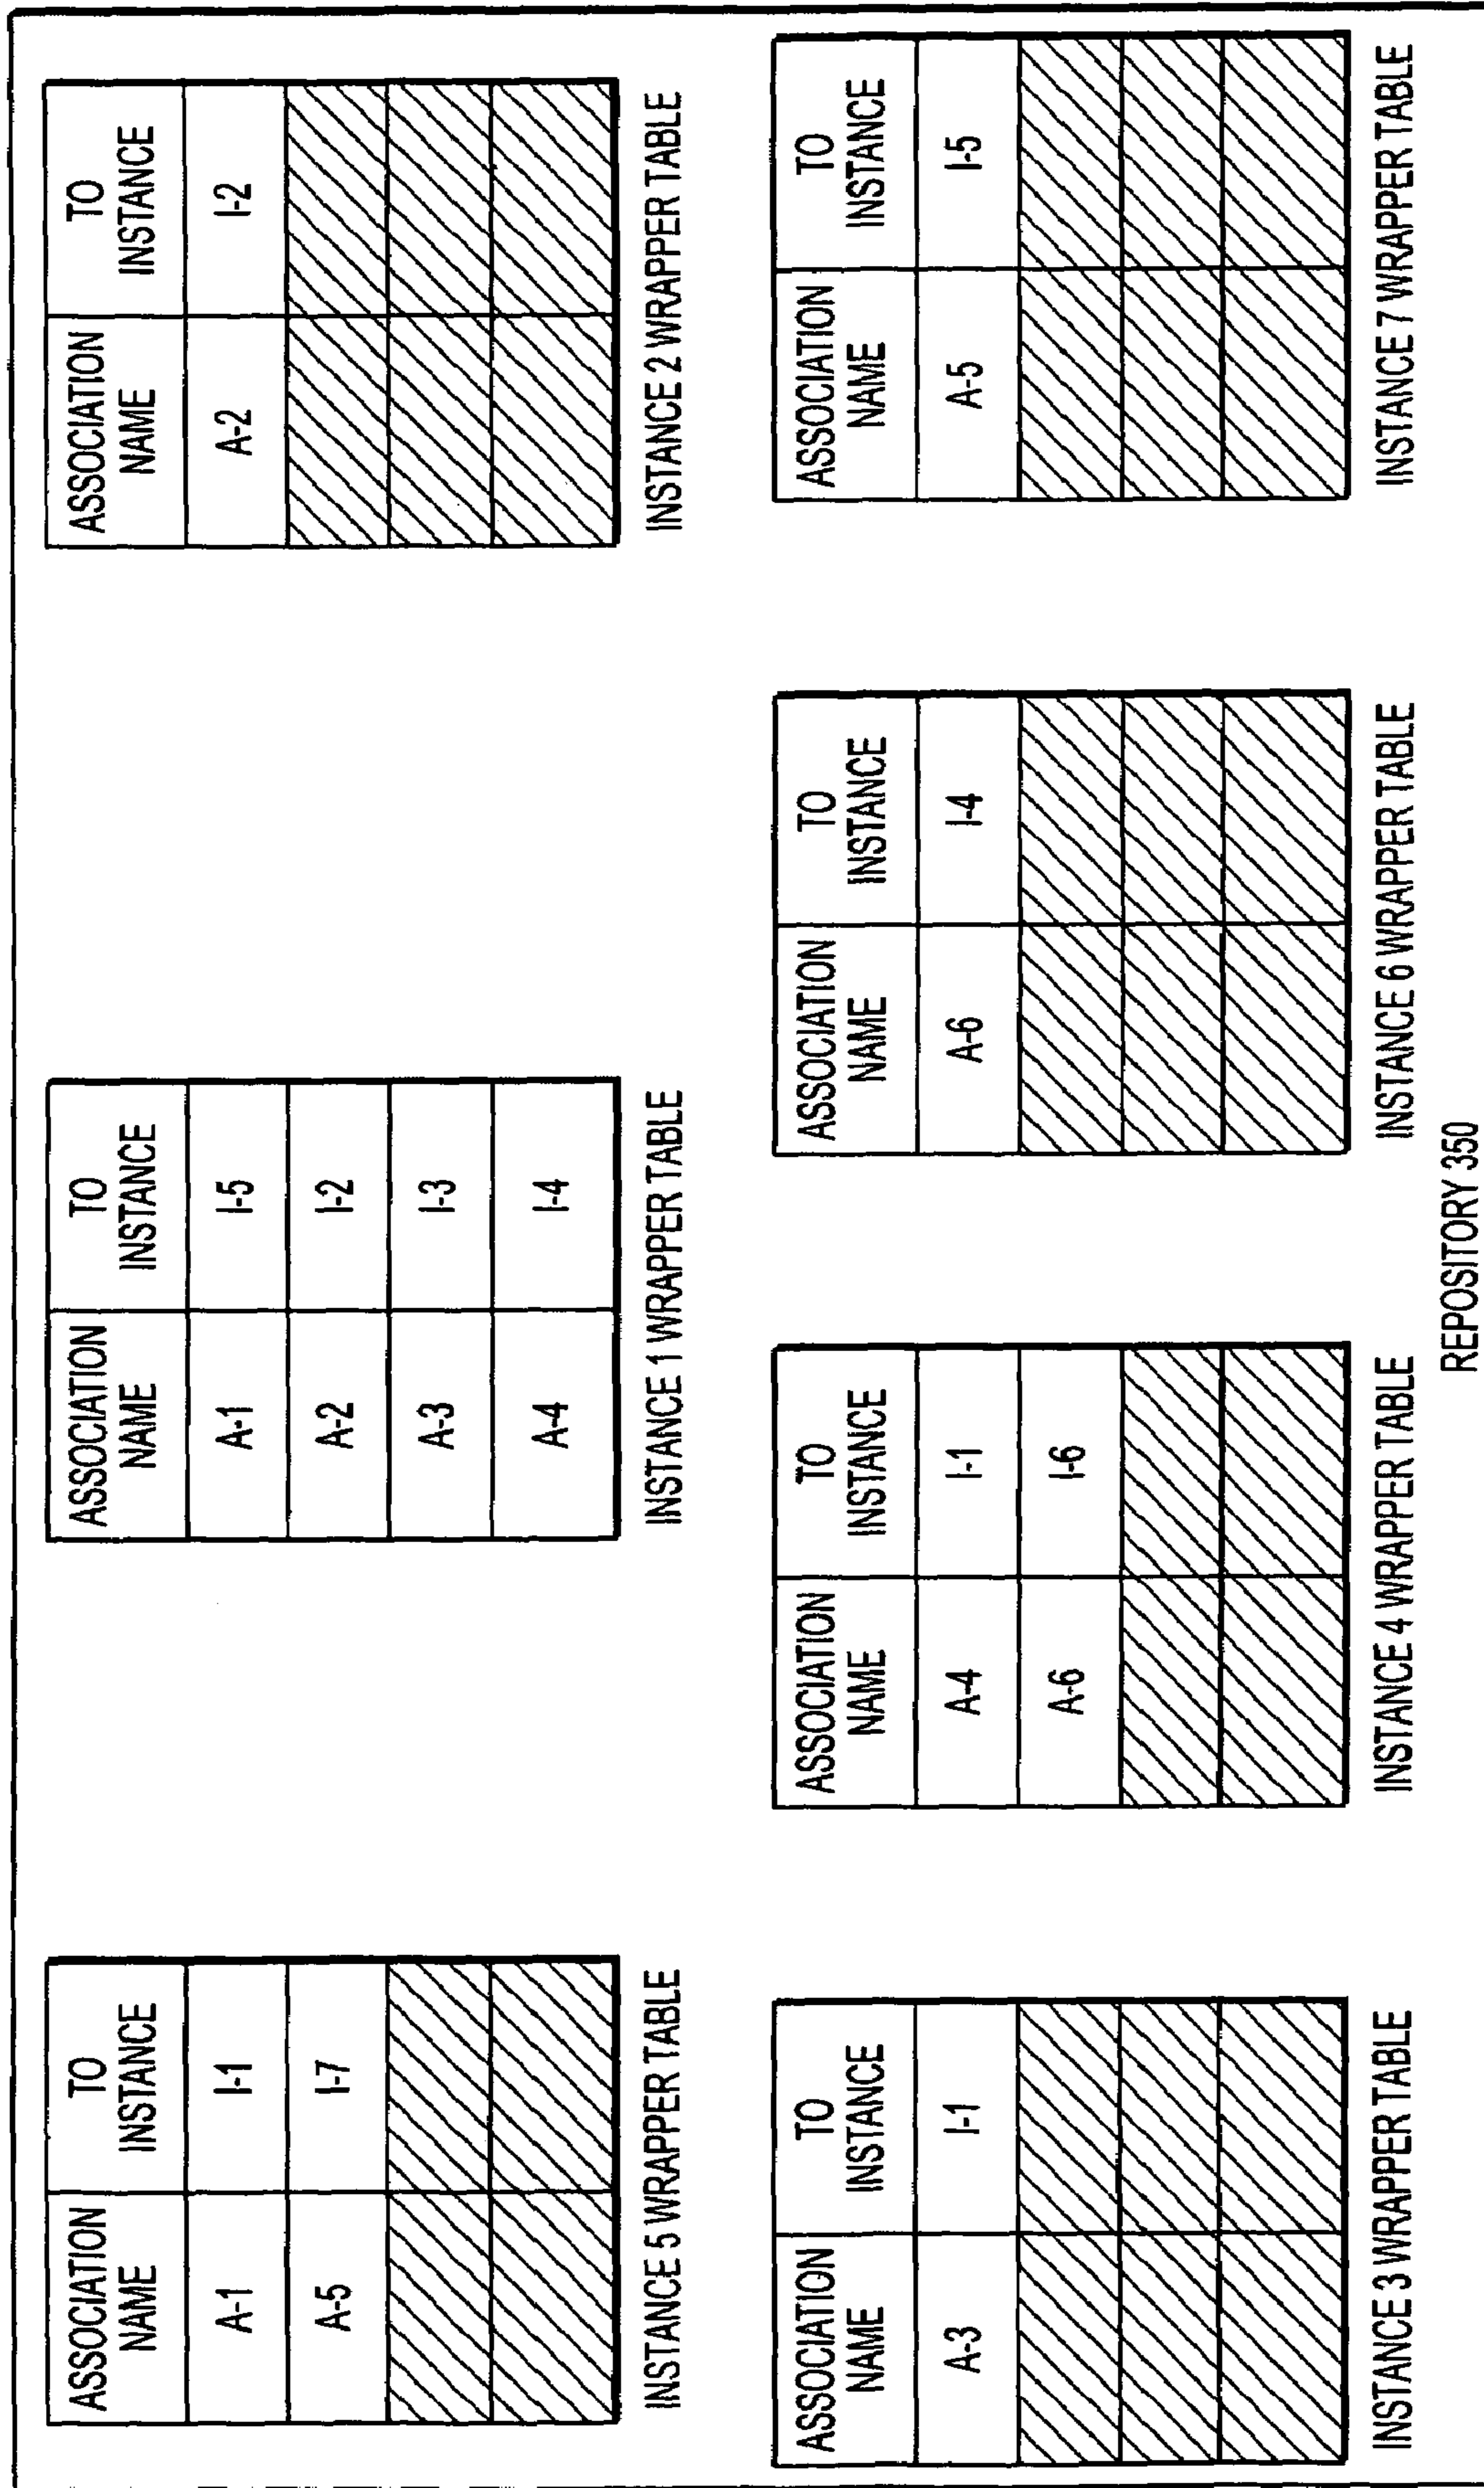 ASSOCIATION NAME | TO INSTANCE
A-1 | I-1
A-5 | I-7
INSTANCE 5 WRAPPER TABLE
ASSOCIATION NAME | TO INSTANCE
A-1 | I-5
A-2 | I-2
A-3 | I-3
A-4 | I-4
INSTANCE 1 WRAPPER TABLE
ASSOCIATION NAME | TO INSTANCE
A-2 | I-2
INSTANCE 2 WRAPPER TABLE
ASSOCIATION NAME | TO INSTANCE
A-3 | I-1
INSTANCE 3 WRAPPER TABLE
ASSOCIATION NAME | TO INSTANCE
A-4 | I-1
A-6 | I-6
INSTANCE 4 WRAPPER TABLE
ASSOCIATION NAME | TO INSTANCE
A-6 | I-4
INSTANCE 6 WRAPPER TABLE
ASSOCIATION NAME | TO INSTANCE
A-5 | I-5
INSTANCE 7 WRAPPER TABLE
REPOSITORY 350